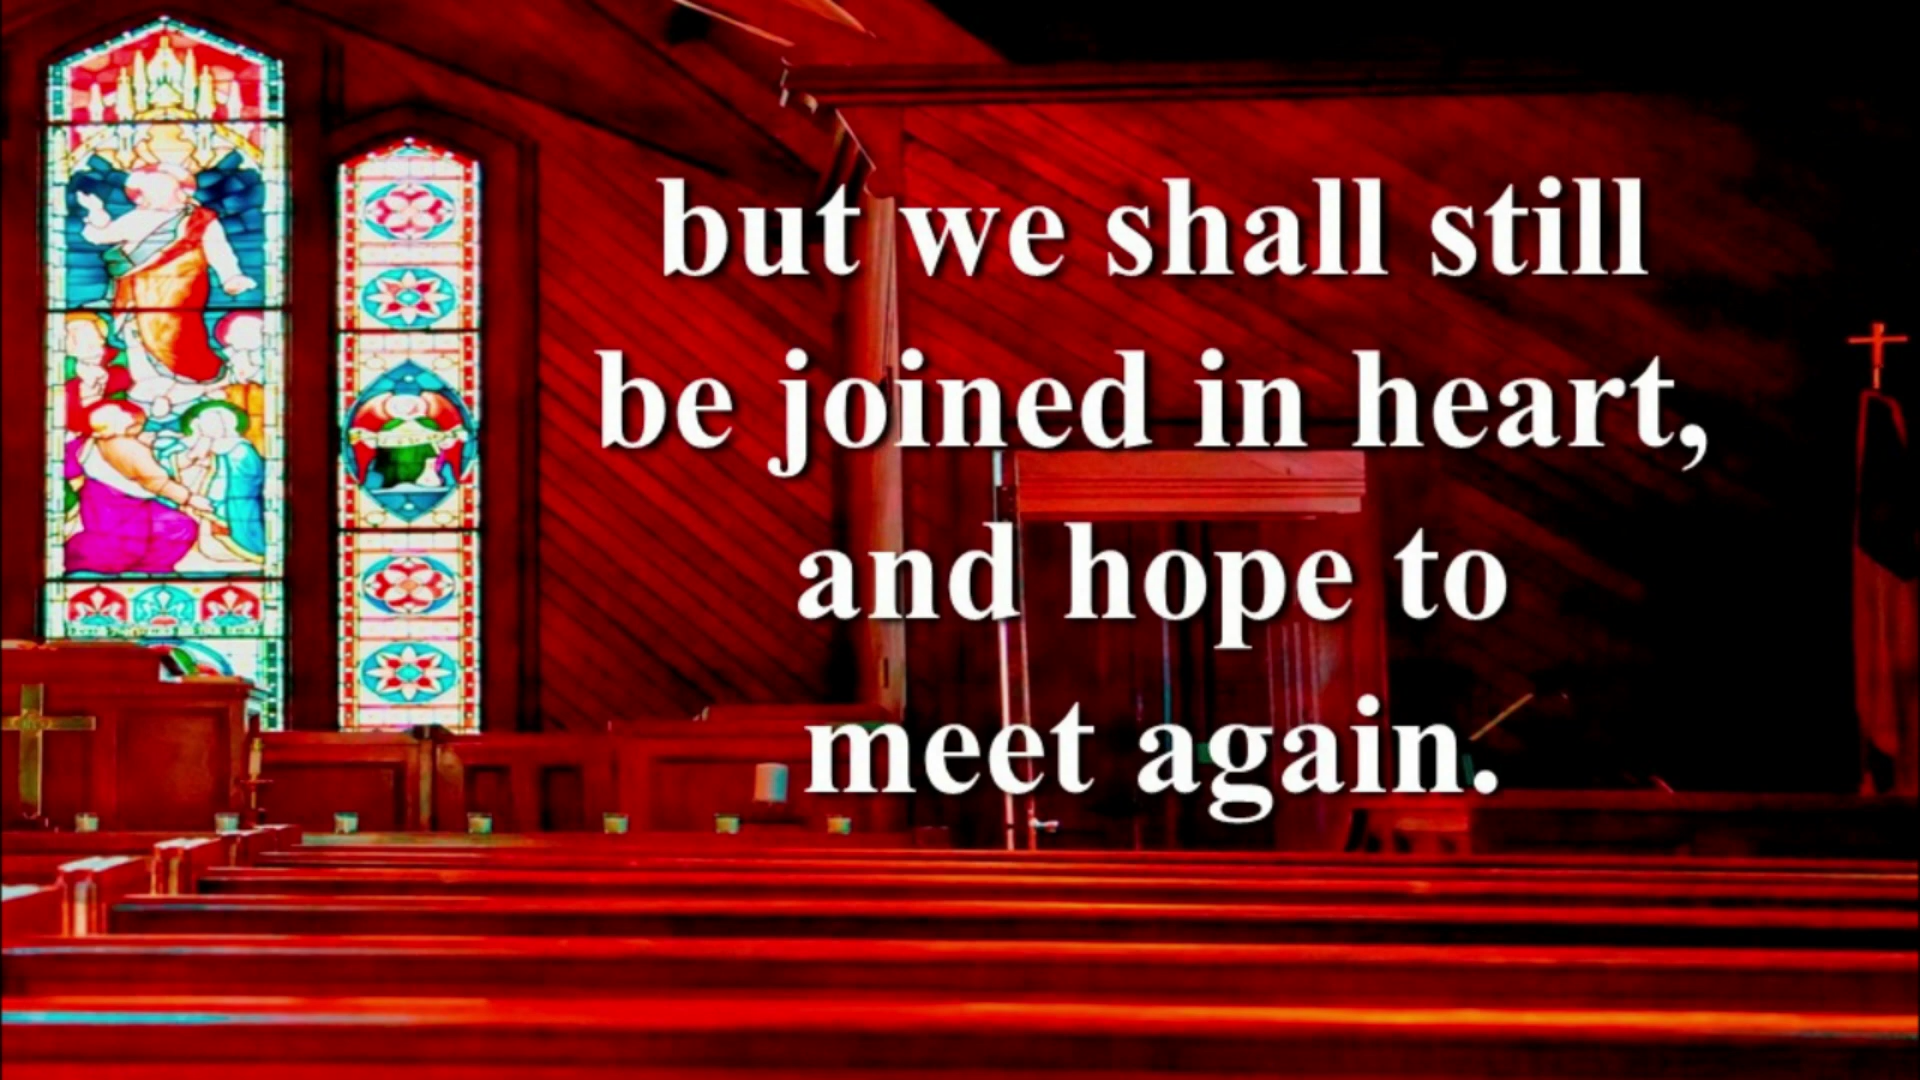 but we shall still
be joined in heart,
and hope to
meet again.